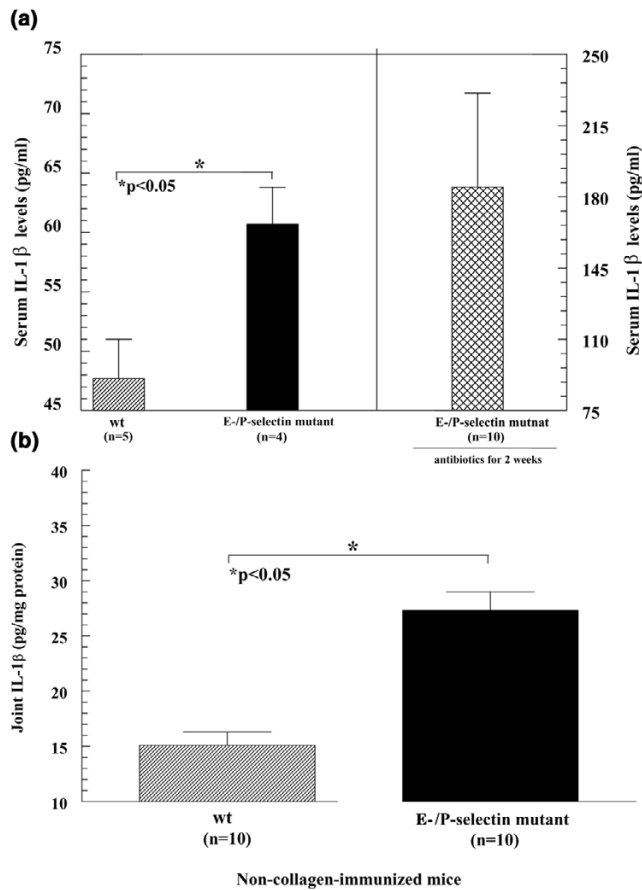 (a)
75
70
65
60
55
50
45
Serum IL-1 β levels (pg/ml)
*
*p<0.05
250
215
180
145
110
75
Serum IL-1 β levels (pg/ml)
wt
(n=5)
E-/P-selectin mutant
(n=4)
E-/P-selectin mutnat
(n=10)
antibiotics for 2 weeks
(b)
40
35
30
25
20
15
10
Joint IL-1β (pg/mg protein)
*
*p<0.05
wt
(n=10)
E-/P-selectin mutant
(n=10)
Non-collagen-immunized mice